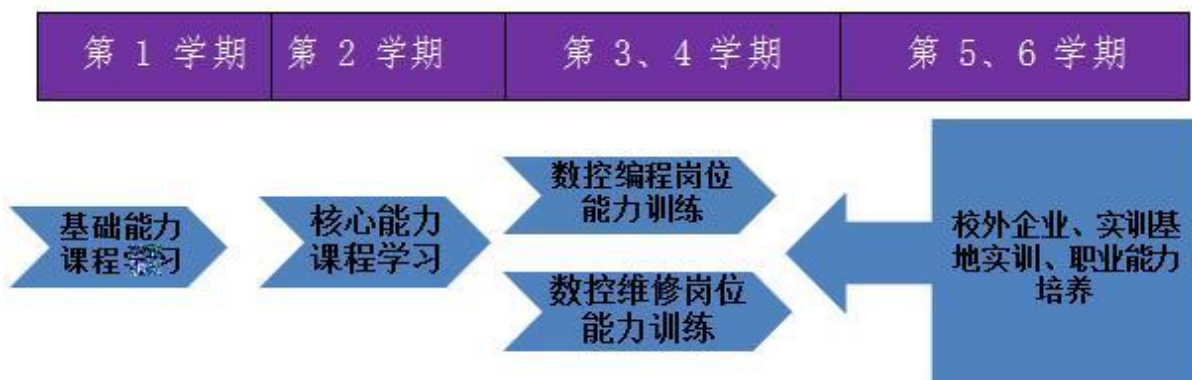 第 1 学期
第 2 学期
第 3、4 学期
第 5、6 学期
基础能力
课程学习
核心能力
课程学习
数控编程岗位
能力训练
数控维修岗位
能力训练
校外企业、实训基
地实训、职业能力
培养